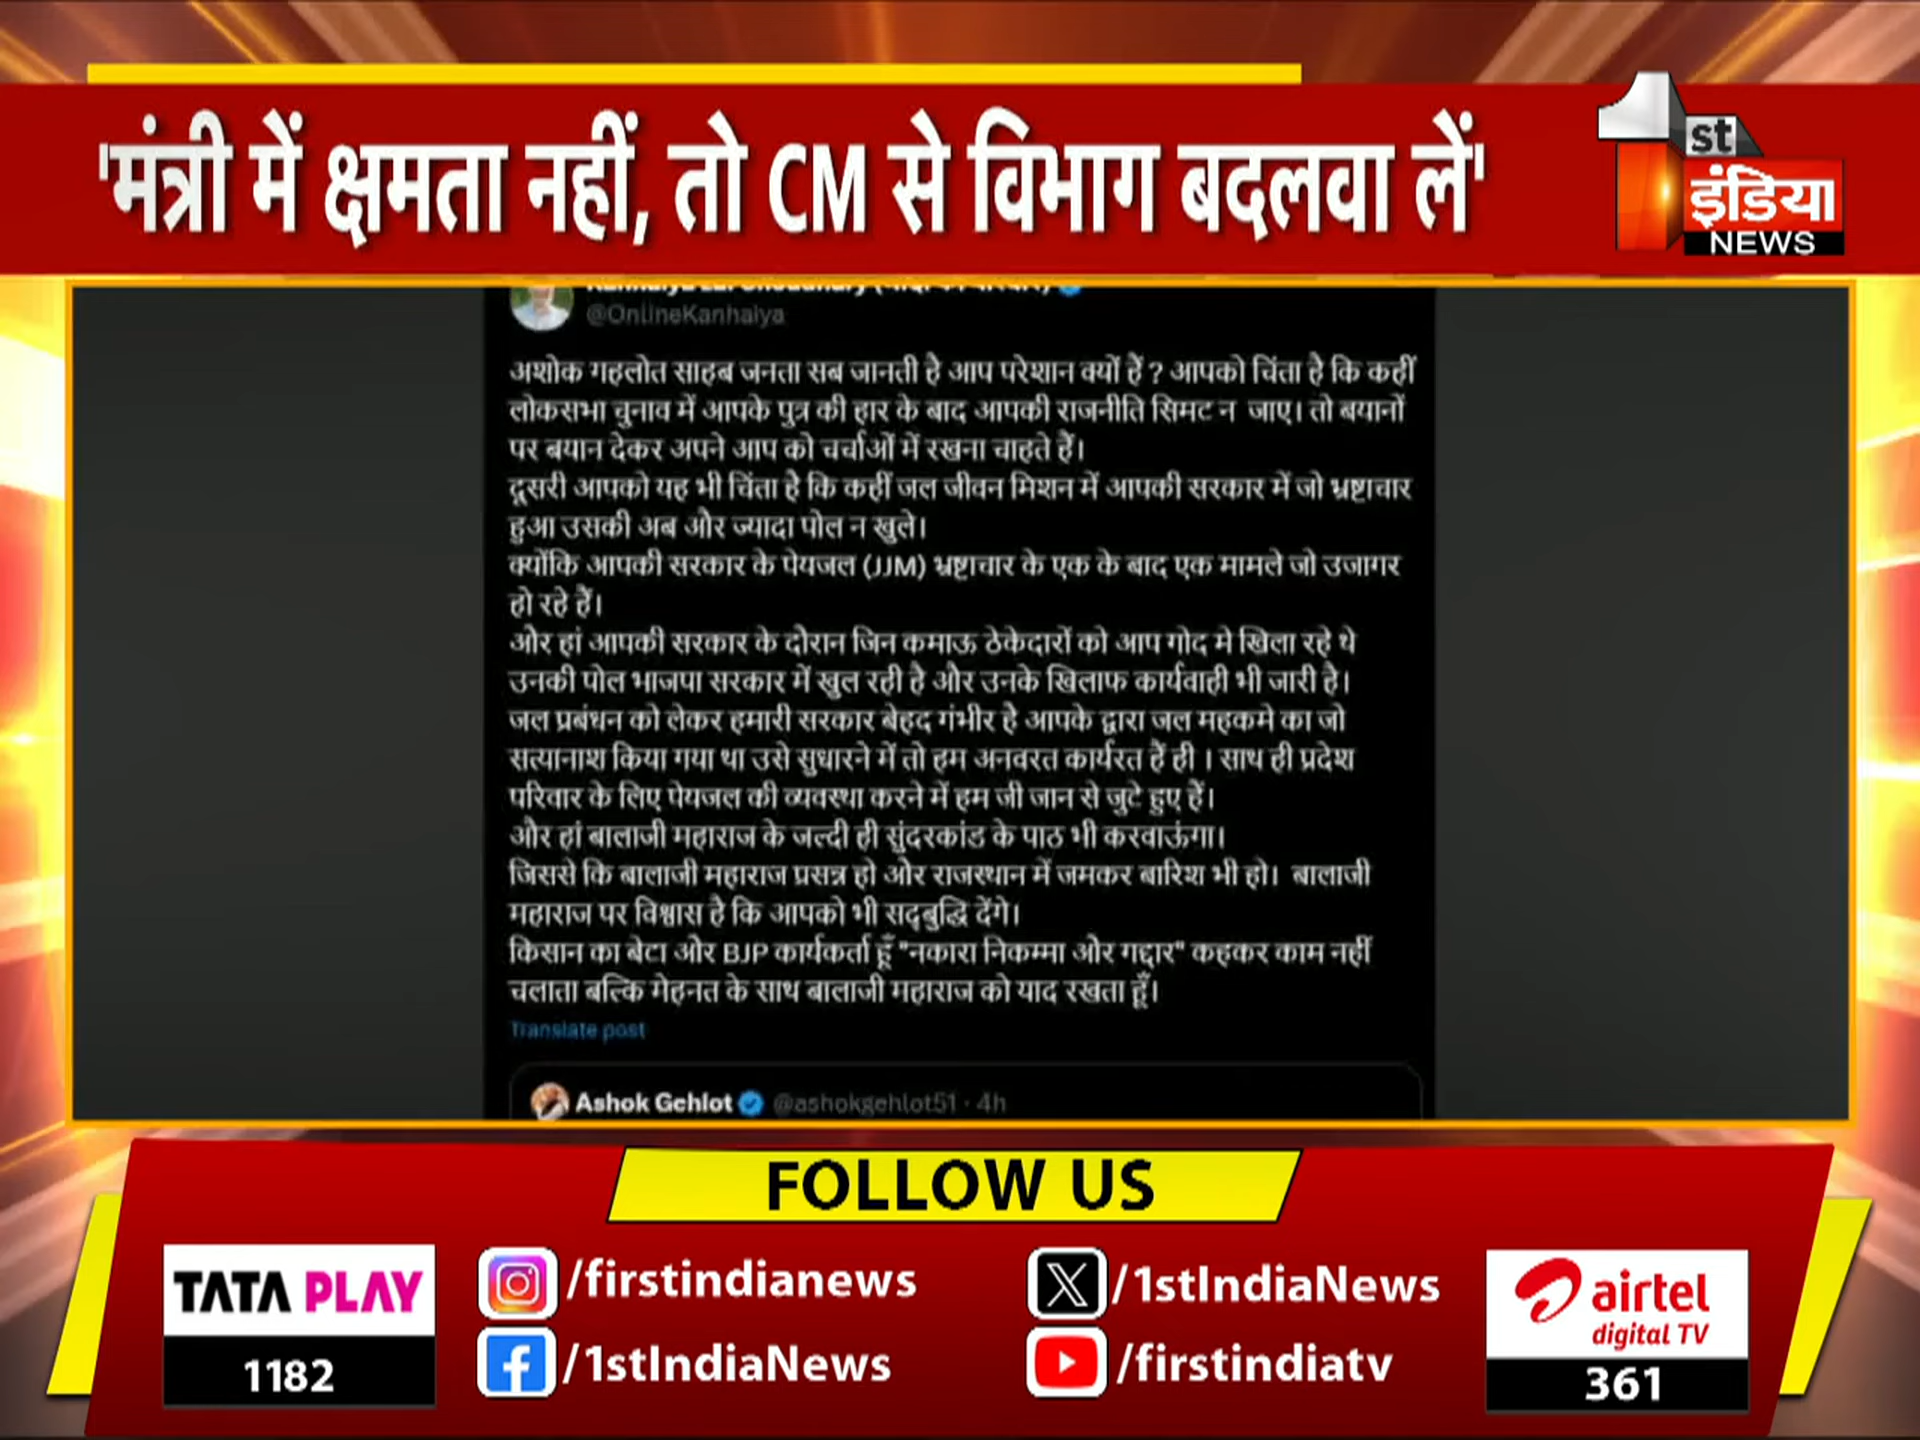 'मंत्री में क्षमता नहीं, तो CM से विभाग बदलवा लें'
1st
इंडिया
NEWS
@OnlineKanhaiya
अशोक गहलोत साहब जनता सब जानती है आप परेशान क्यों हैं ? आपको चिंता है कि कहीं
लोकसभा चुनाव में आपके पुत्र की हार के बाद आपकी राजनीति सिमट न जाए। तो बयानों
पर बयान देकर अपने आप को चर्चाओं में रखना चाहते हैं।
दूसरी आपको यह भी चिंता है कि कहीं जल जीवन मिशन में आपकी सरकार में जो भ्रष्टाचार
हुआ उसकी अब और ज्यादा पोल न खुले।
क्योंकि आपकी सरकार के पेयजल (JJM) भ्रष्टाचार के एक के बाद एक मामले जो उजागर
हो रहे हैं।
और हां आपकी सरकार के दौरान जिन कमाऊ ठेकेदारों को आप गोद मे खिला रहे थे
उनकी पोल भाजपा सरकार में खुल रही है और उनके खिलाफ कार्यवाही भी जारी है।
जल प्रबंधन को लेकर हमारी सरकार बेहद गंभीर है आपके द्वारा जल महकमे का जो
सत्यानाश किया गया था उसे सुधारने में तो हम अनवरत कार्यरत हैं ही । साथ ही प्रदेश
परिवार के लिए पेयजल की व्यवस्था करने में हम जी जान से जुटे हुए हैं।
और हां बालाजी महाराज के जल्दी ही सुंदरकांड के पाठ भी करवाऊंगा।
जिससे कि बालाजी महाराज प्रसन्न हो ओर राजस्थान में जमकर बारिश भी हो। बालाजी
महाराज पर विश्वास है कि आपको भी सद्बुद्धि देंगे।
किसान का बेटा ओर BJP कार्यकर्ता हूँ "नकारा निकम्मा ओर गद्दार" कहकर काम नहीं
चलाता बल्कि मेहनत के साथ बालाजी महाराज को याद रखता हूँ।
Translate post
Ashok Gehlot @ashokgehlot51 · 4h
FOLLOW US
TATA PLAY
1182
/firstindianews
/1stIndiaNews
/1stIndiaNews
/firstindiatv
airtel
digital TV
361